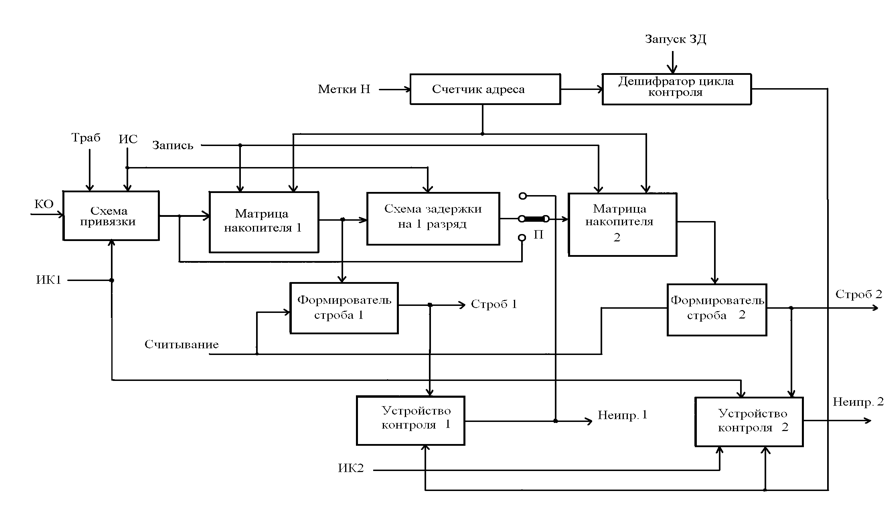 Запуск ЗД
Метки Н
Счетчик адреса
Дешифратор цикла
контроля
Траб
ИС
Запись
КО
Схема
привязки
Матрица
накопителя 1
Схема задержки
на 1 разряд
П
Матрица
накопителя
2
ИК1
Формирователь
строба 1
Строб 1
Формирователь
строба 2
Строб 2
Считывание
Устройство
контроля 1
Неипр. 1
Устройство
контроля 2
Неипр. 2
ИК2